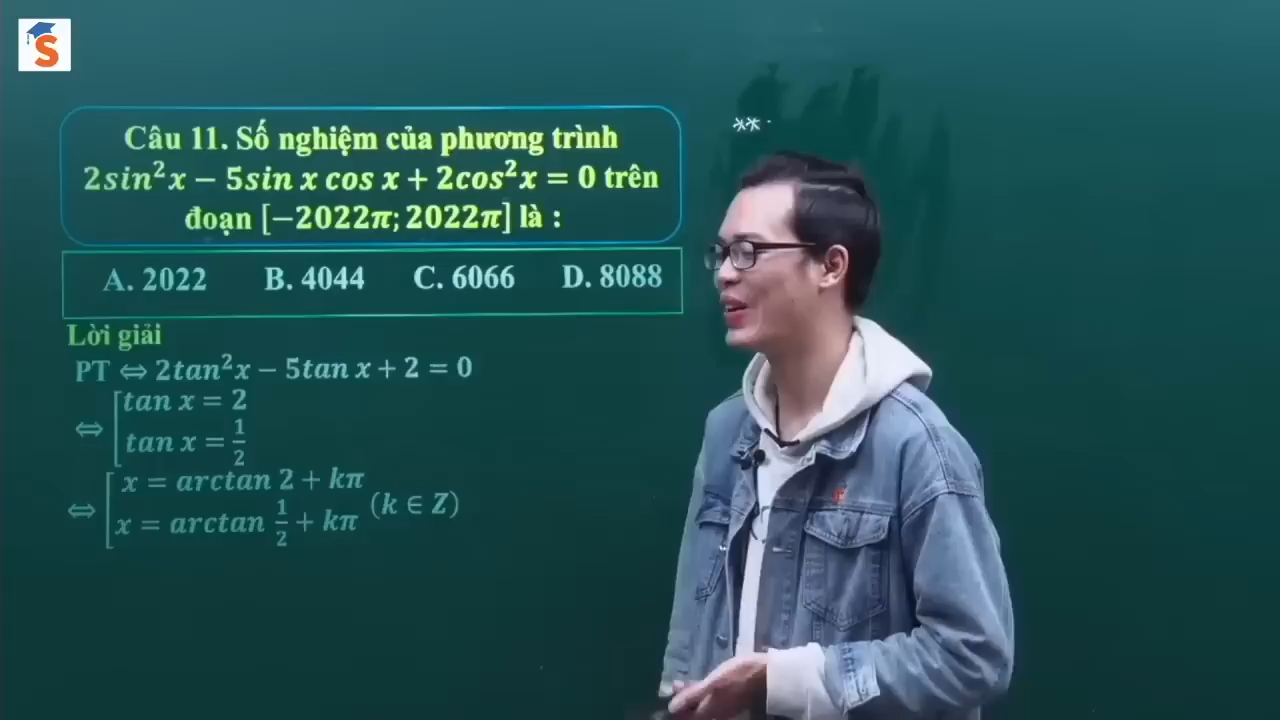 S
Câu 11. Số nghiệm của phương trình
2sin²x − 5sin x cos x + 2cos²x = 0 trên
đoạn [−2022π; 2022π] là :
A. 2022 B. 4044 C. 6066 D. 8088
Lời giải
PT ⇔ 2tan²x − 5tan x + 2 = 0
⇔ [tan x = 2
tan x = 1/2
⇔ [x = arctan 2 + kπ
x = arctan 1/2 + kπ (k ∈ Z)
** ·